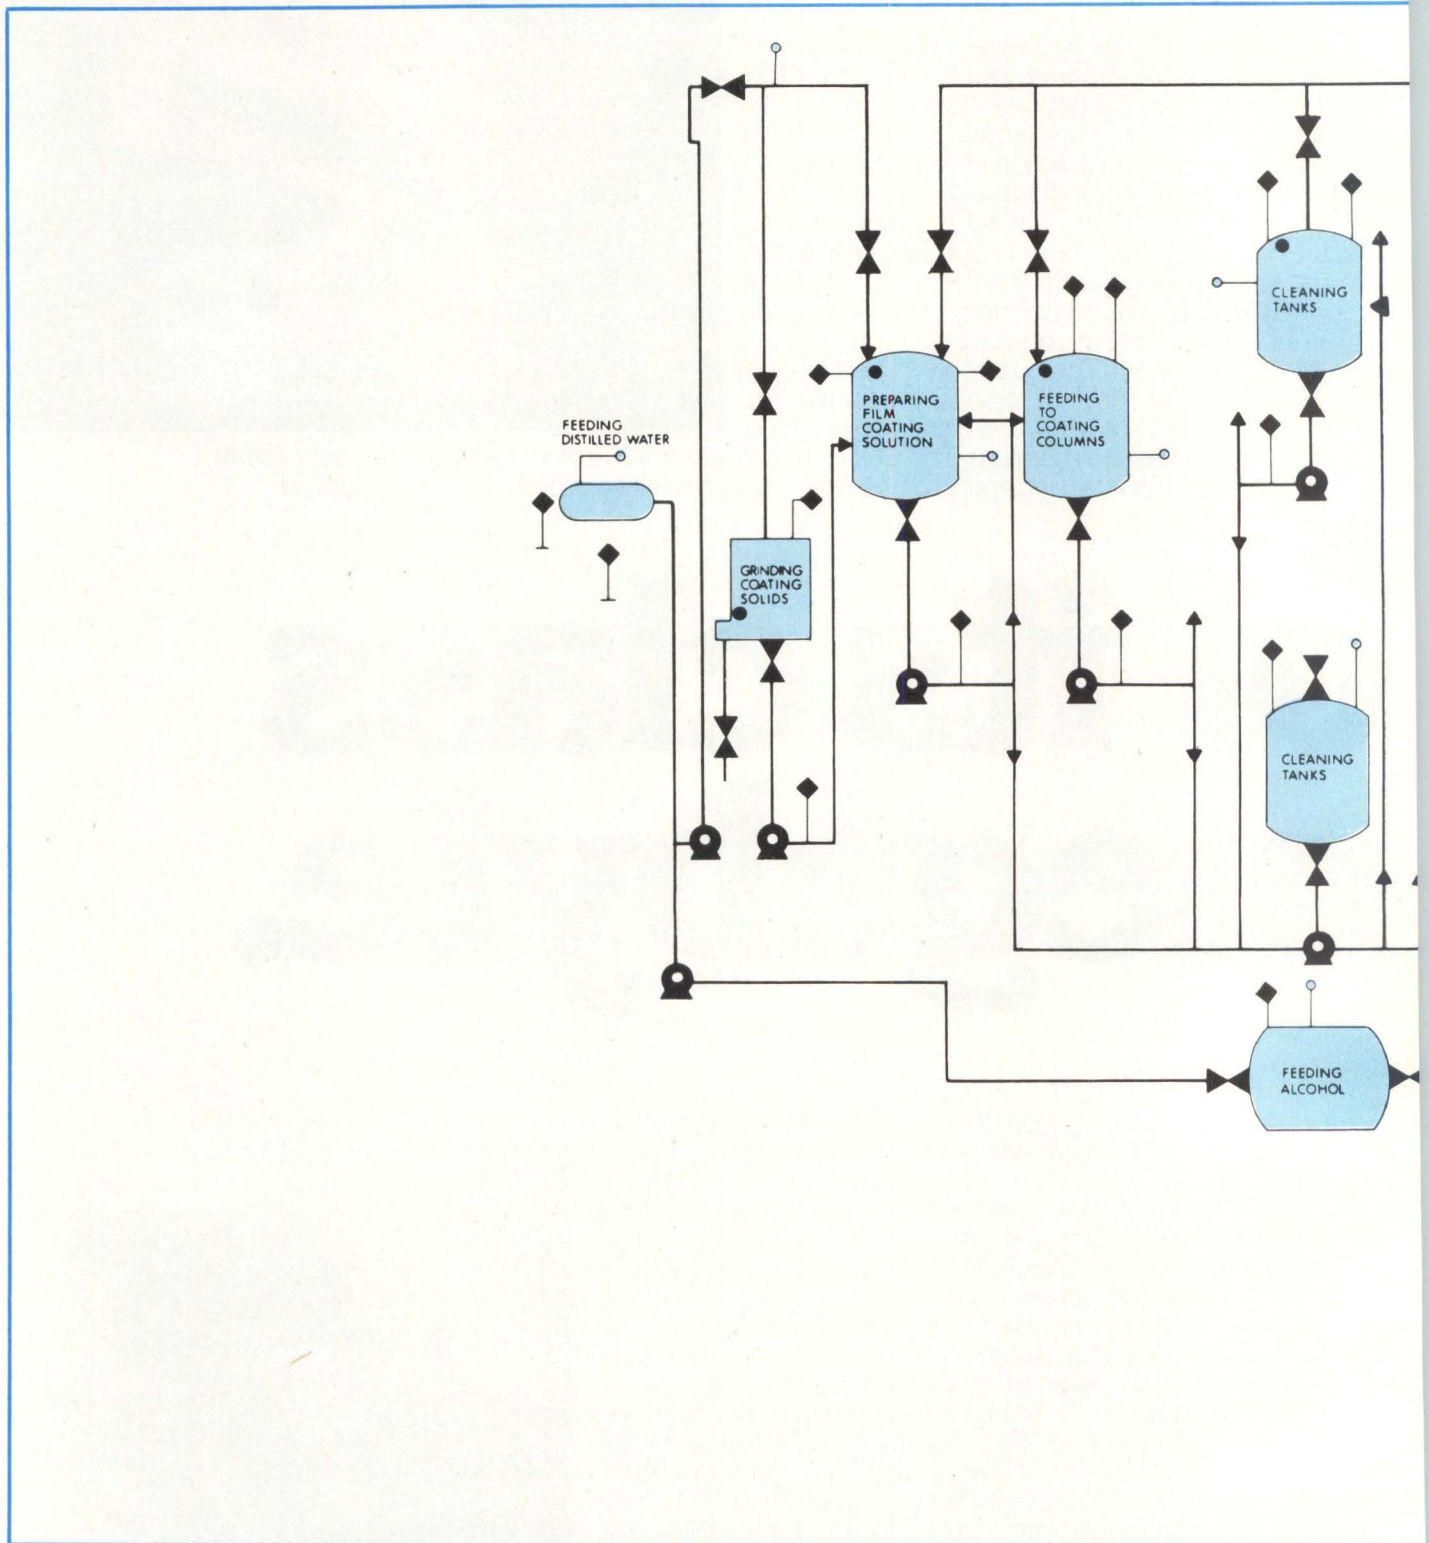 FEEDING
DISTILLED WATER
GRINDING
COATING
SOLIDS
PREPARING
FILM
COATING
SOLUTION
FEEDING
TO
COATING
COLUMNS
CLEANING
TANKS
CLEANING
TANKS
FEEDING
ALCOHOL